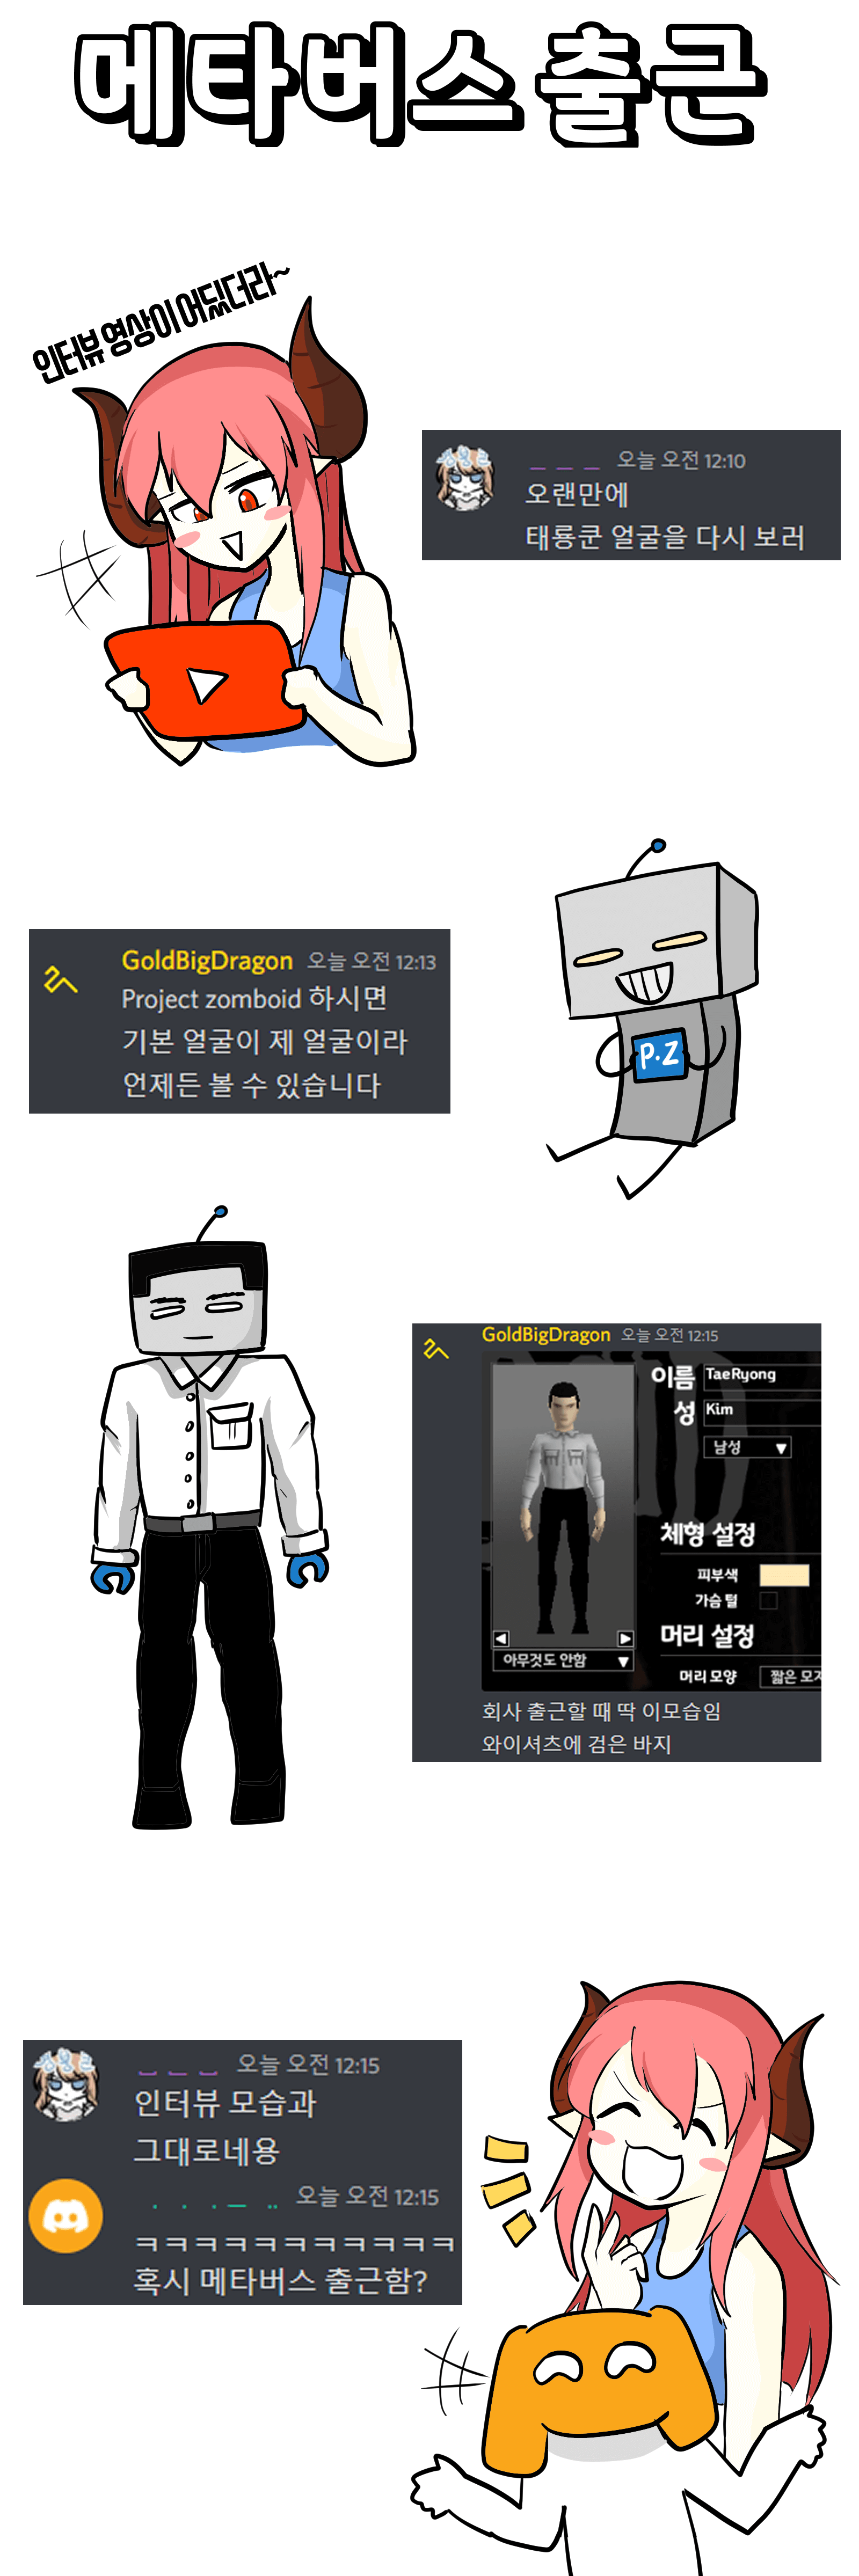 메타버스 출근
인터뷰 영상이 어딨더라~
오늘 오전 12:10
오랜만에
태룡쿤 얼굴을 다시 보러
GoldBigDragon 오늘 오전 12:13
Project zomboid 하시면
기본 얼굴이 제 얼굴이라
언제든 볼 수 있습니다
P.Z
GoldBigDragon 오늘 오전 12:15
이름 TaeRyong
성 Kim
남성
체형 설정
피부색
가슴 털
머리 설정
아무것도 안함
머리 모양 짧은
회사 출근할 때 딱 이모습임
와이셔츠에 검은 바지
오늘 오전 12:15
인터뷰 모습과
그대로네용
오늘 오전 12:15
ㅋㅋㅋㅋㅋㅋㅋㅋㅋㅋㅋ
혹시 메타버스 출근함?